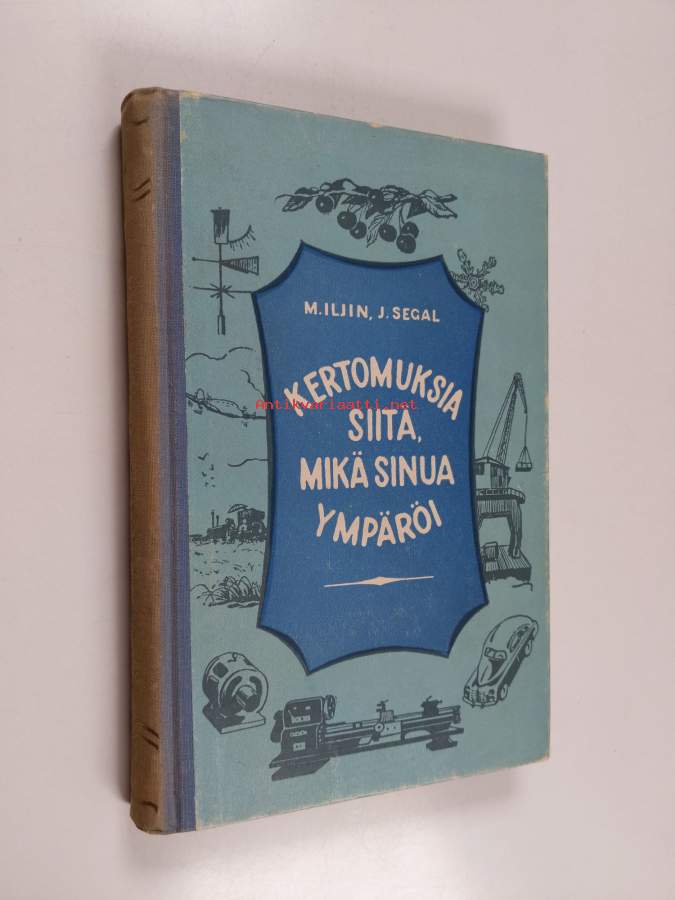 M. ILJIN, J. SEGAL
KERTOMUKSIA
Antikvariaatti.net
SIITÄ,
MIKÄ SINUA
YMPÄRÖI